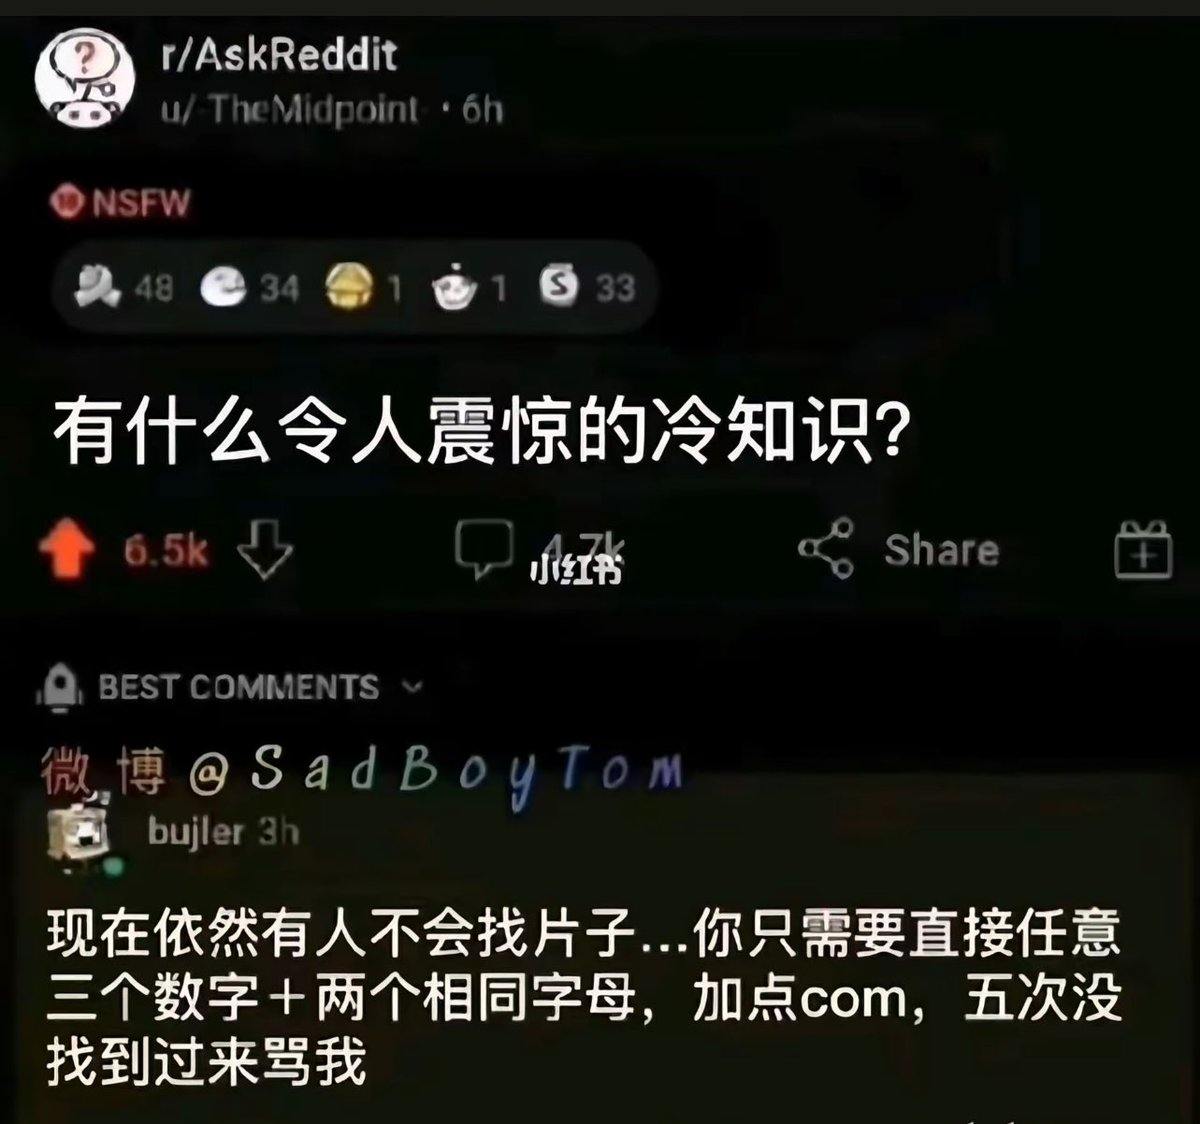 r/AskReddit
u/-TheMidpoint- · 6h
NSFW
48 34 1 1 33
有什么令人震惊的冷知识?
6.5k 4.7k Share
小红书
BEST COMMENTS
微博@SadBoyTom
bujler 3h
现在依然有人不会找片子...你只需要直接任意
三个数字+两个相同字母，加点com，五次没
找到过来骂我